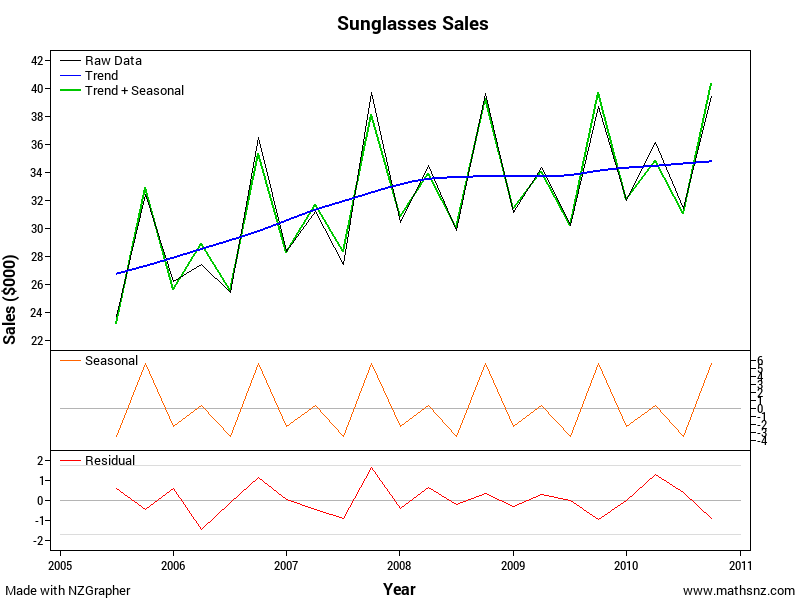 Sunglasses Sales
Raw Data
Trend
Trend + Seasonal
42
40
38
36
34
32
30
28
26
24
22
Sales ($000)
Seasonal
6
5
4
3
2
1
0
-1
-2
-3
-4
Residual
2
1
0
-1
-2
2005 2006 2007 2008 2009 2010 2011
Year
Made with NZGrapher
www.mathsnz.com